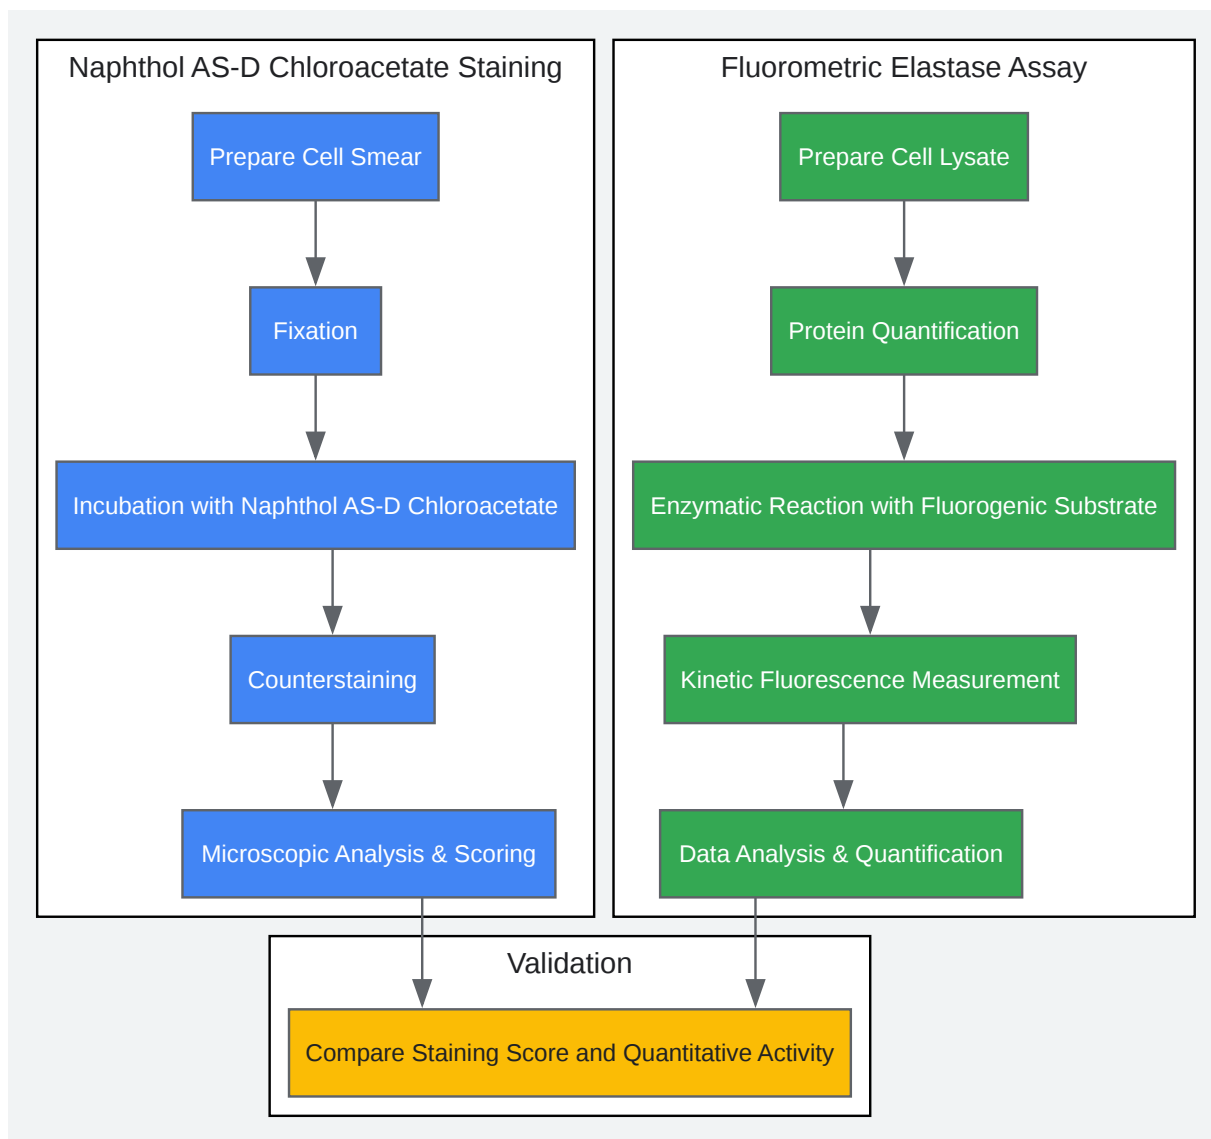 Naphthol AS-D Chloroacetate Staining
Prepare Cell Smear
Fixation
Incubation with Naphthol AS-D Chloroacetate
Counterstaining
Microscopic Analysis & Scoring
Fluorometric Elastase Assay
Prepare Cell Lysate
Protein Quantification
Enzymatic Reaction with Fluorogenic Substrate
Kinetic Fluorescence Measurement
Data Analysis & Quantification
Validation
Compare Staining Score and Quantitative Activity